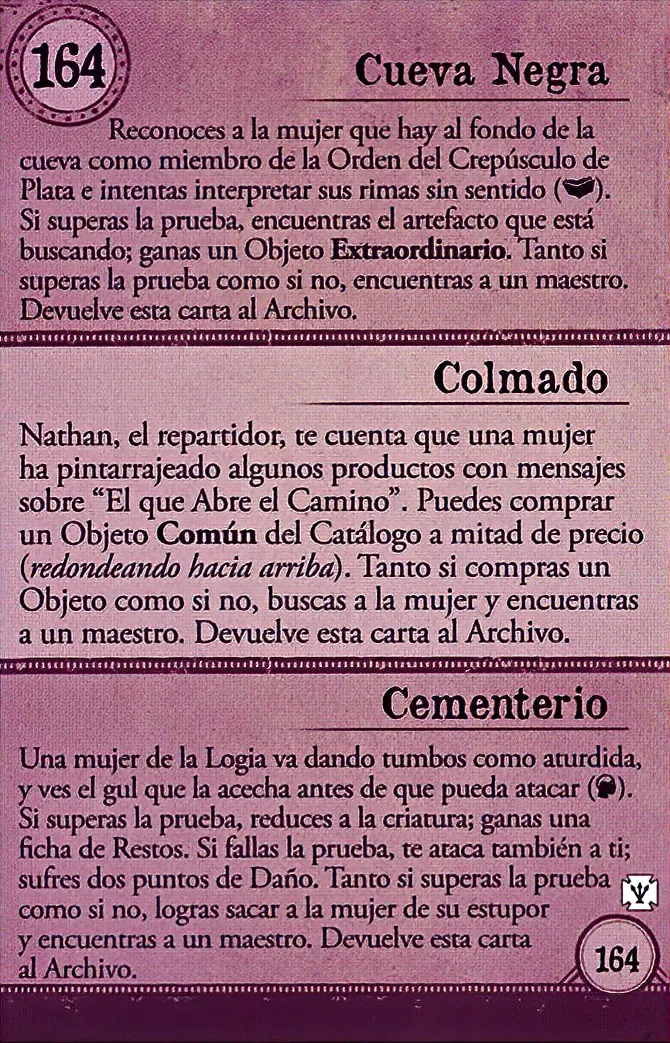 164
Cueva Negra
Reconoces a la mujer que hay al fondo de la
cueva como miembro de la Orden del Crepúsculo de
Plata e intentas interpretar sus rimas sin sentido ().
Si superas la prueba, encuentras el artefacto que está
buscando; ganas un Objeto Extraordinario. Tanto si
superas la prueba como si no, encuentras a un maestro.
Devuelve esta carta al Archivo.
Colmado
Nathan, el repartidor, te cuenta que una mujer
ha pintarrajeado algunos productos con mensajes
sobre “El que Abre el Camino”. Puedes comprar
un Objeto Común del Catálogo a mitad de precio
(redondeando hacia arriba). Tanto si compras un
Objeto como si no, buscas a la mujer y encuentras
a un maestro. Devuelve esta carta al Archivo.
Cementerio
Una mujer de la Logia va dando tumbos como aturdida,
y ves el gul que la acecha antes de que pueda atacar ().
Si superas la prueba, reduces a la criatura; ganas una
ficha de Restos. Si fallas la prueba, te ataca también a ti;
sufres dos puntos de Daño. Tanto si superas la prueba
como si no, logras sacar a la mujer de su estupor
y encuentras a un maestro. Devuelve esta carta
al Archivo.
164